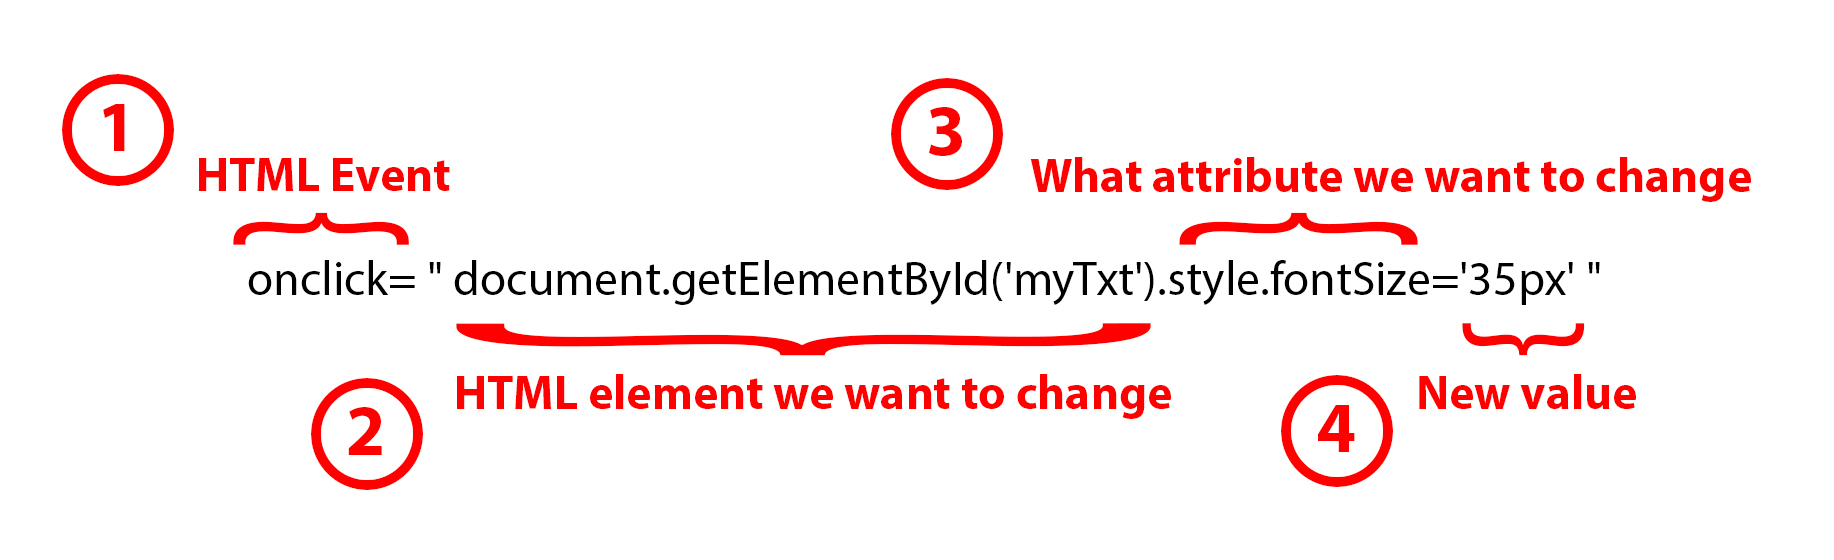 1
HTML Event
3
What attribute we want to change
onclick= " document.getElementById('myTxt').style.fontSize='35px' "
2
HTML element we want to change
4
New value